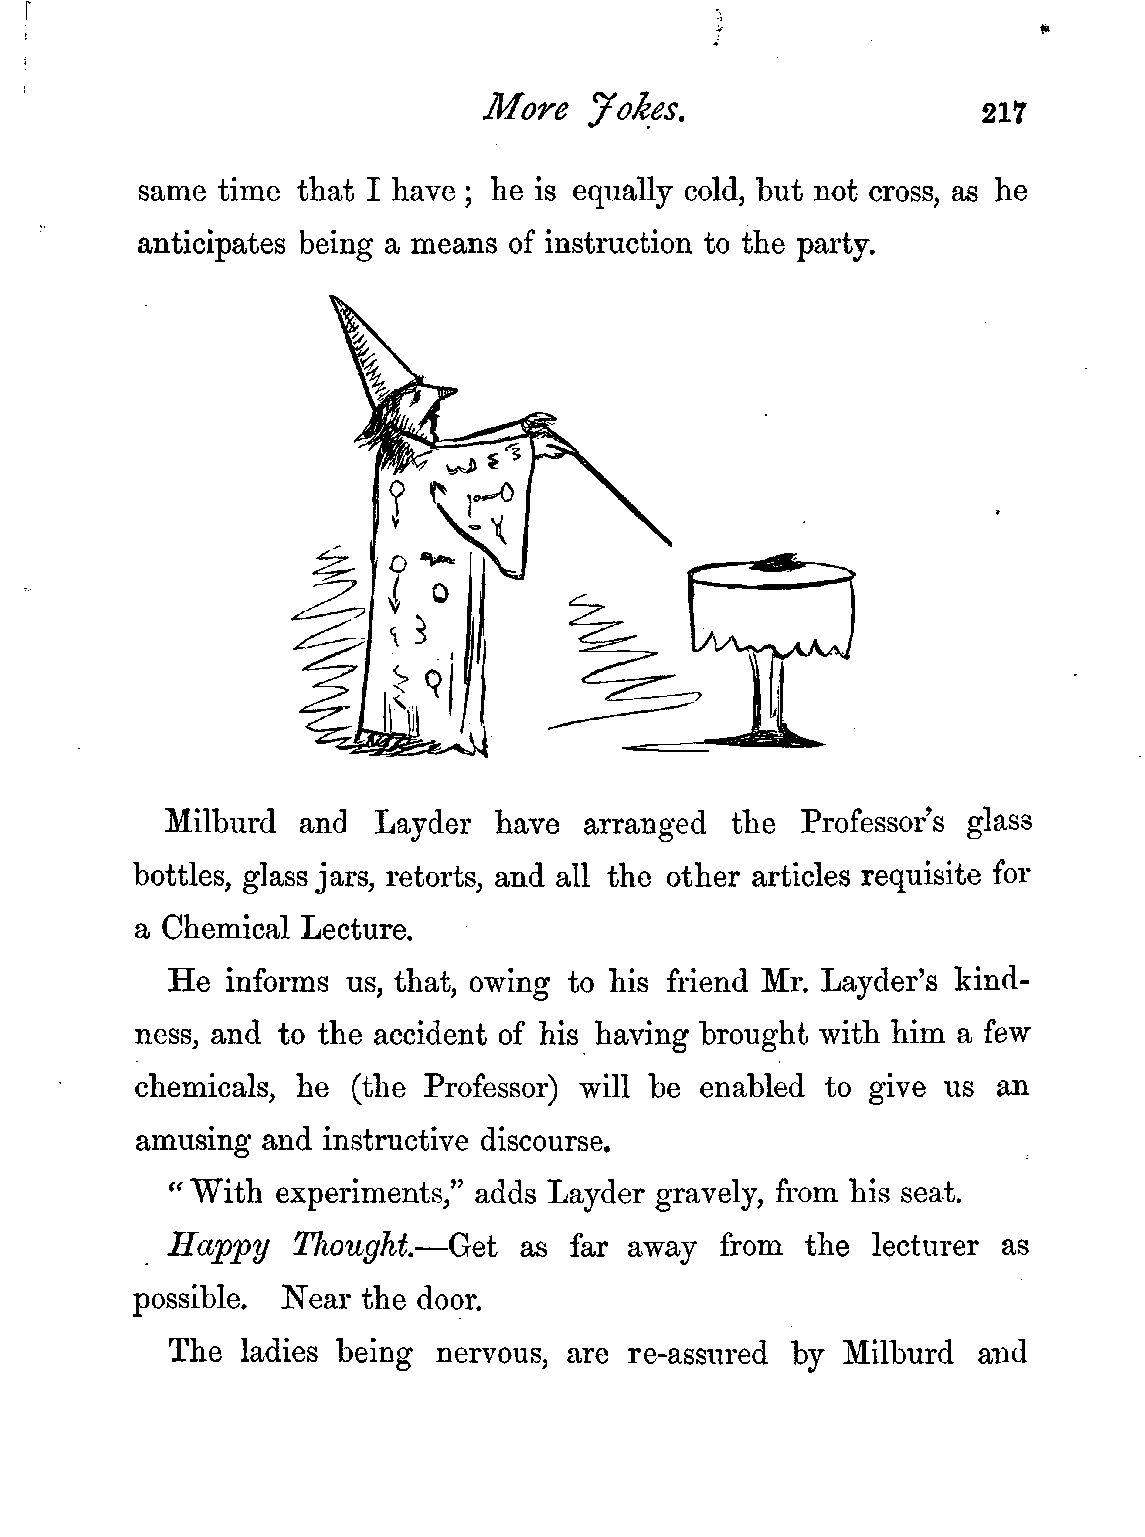 More Jokes. 217
same time that I have; he is equally cold, but not cross, as he
anticipates being a means of instruction to the party.
Milburd and Layder have arranged the Professor's glass
bottles, glass jars, retorts, and all the other articles requisite for
a Chemical Lecture.
He informs us, that, owing to his friend Mr. Layder's kind-
ness, and to the accident of his having brought with him a few
chemicals, he (the Professor) will be enabled to give us an
amusing and instructive discourse.
"With experiments," adds Layder gravely, from his seat.
Happy Thought.—Get as far away from the lecturer as
possible. Near the door.
The ladies being nervous, are re-assured by Milburd and